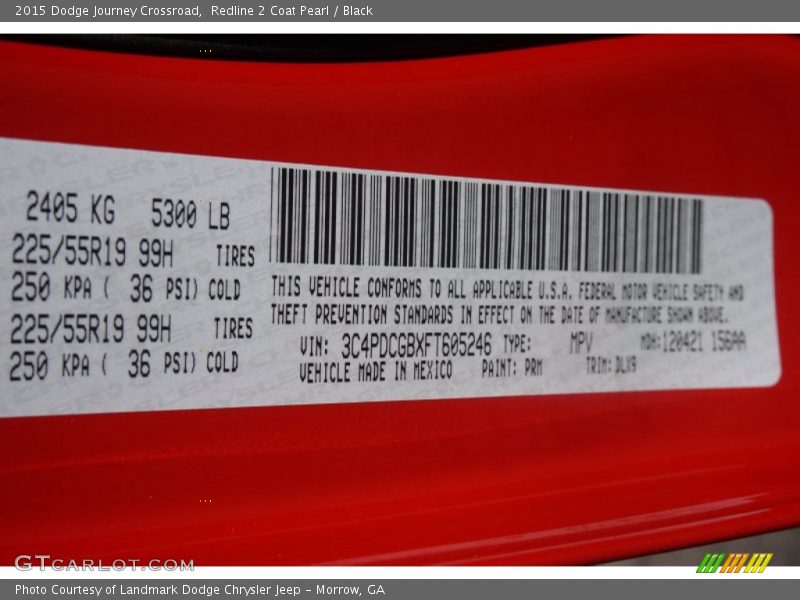 2015 Dodge Journey Crossroad, Redline 2 Coat Pearl / Black
2405 KG 5300 LB
225/55R19 99H TIRES
250 KPA ( 36 PSI) COLD
225/55R19 99H TIRES
250 KPA ( 36 PSI) COLD
THIS VEHICLE CONFORMS TO ALL APPLICABLE U.S.A. FEDERAL MOTOR VEHICLE SAFETY AND
THEFT PREVENTION STANDARDS IN EFFECT ON THE DATE OF MANUFACTURE SHOWN ABOVE.
VIN: 3C4PDCGBXFT605246 TYPE: MPV MDH:120421 156AA
VEHICLE MADE IN MEXICO PAINT: PRM TRIM: DLX9
GTCARLOT.COM
Photo Courtesy of Landmark Dodge Chrysler Jeep – Morrow, GA